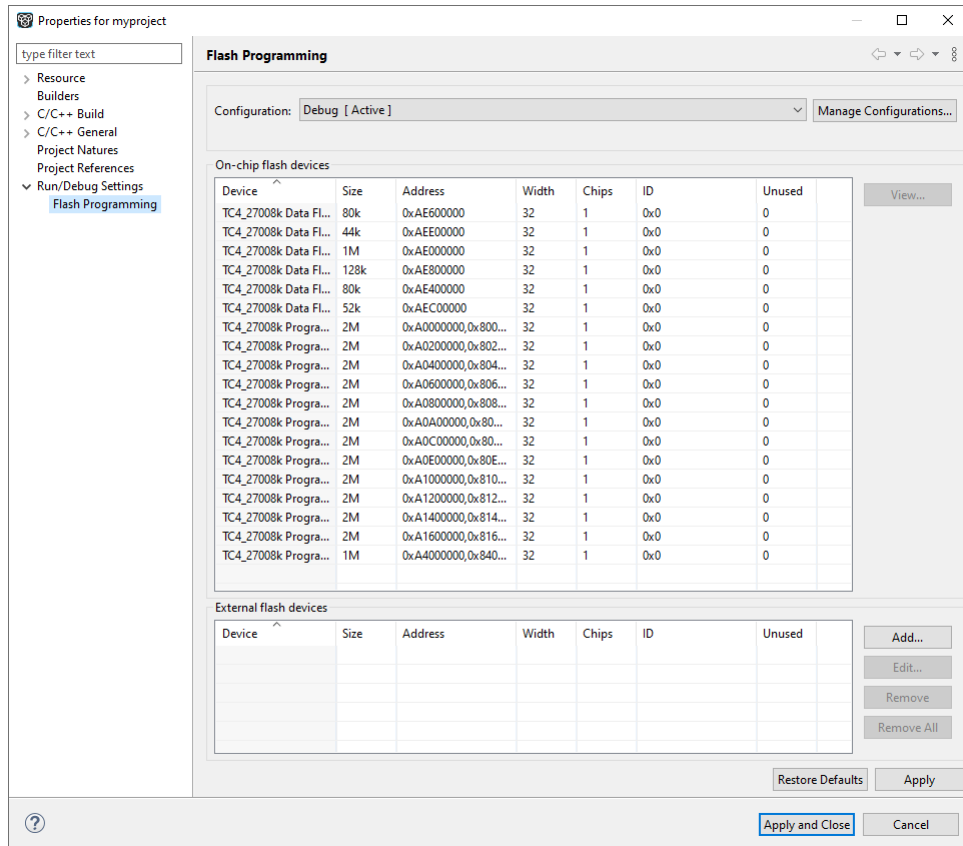 Properties for myproject
type filter text
Resource
Builders
C/C++ Build
C/C++ General
Project Natures
Project References
Run/Debug Settings
Flash Programming
Flash Programming
Configuration: Debug [ Active ] Manage Configurations...
On-chip flash devices
Device Size Address Width Chips ID Unused
View...
TC4_27008k Data Fl... 80k 0xAE600000 32 1 0x0 0
TC4_27008k Data Fl... 44k 0xAEE00000 32 1 0x0 0
TC4_27008k Data Fl... 1M 0xAE000000 32 1 0x0 0
TC4_27008k Data Fl... 128k 0xAE800000 32 1 0x0 0
TC4_27008k Data Fl... 80k 0xAE400000 32 1 0x0 0
TC4_27008k Data Fl... 52k 0xAEC00000 32 1 0x0 0
TC4_27008k Progra... 2M 0xA0000000,0x800... 32 1 0x0 0
TC4_27008k Progra... 2M 0xA0200000,0x802... 32 1 0x0 0
TC4_27008k Progra... 2M 0xA0400000,0x804... 32 1 0x0 0
TC4_27008k Progra... 2M 0xA0600000,0x806... 32 1 0x0 0
TC4_27008k Progra... 2M 0xA0800000,0x808... 32 1 0x0 0
TC4_27008k Progra... 2M 0xA0A00000,0x80... 32 1 0x0 0
TC4_27008k Progra... 2M 0xA0C00000,0x80... 32 1 0x0 0
TC4_27008k Progra... 2M 0xA0E00000,0x80E... 32 1 0x0 0
TC4_27008k Progra... 2M 0xA1000000,0x810... 32 1 0x0 0
TC4_27008k Progra... 2M 0xA1200000,0x812... 32 1 0x0 0
TC4_27008k Progra... 2M 0xA1400000,0x814... 32 1 0x0 0
TC4_27008k Progra... 2M 0xA1600000,0x816... 32 1 0x0 0
TC4_27008k Progra... 1M 0xA4000000,0x840... 32 1 0x0 0
External flash devices
Device Size Address Width Chips ID Unused
Add...
Edit...
Remove
Remove All
Restore Defaults Apply
? Apply and Close Cancel